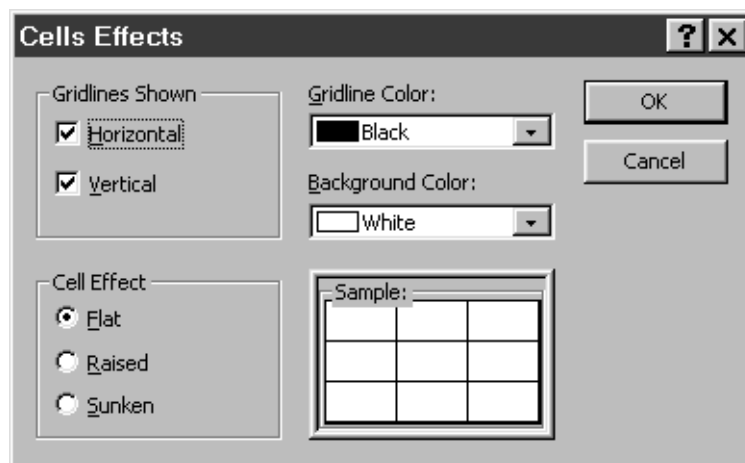 Cells Effects
Gridlines Shown
Horizontal
Vertical
Gridline Color:
Black
Background Color:
White
OK
Cancel
Cell Effect
Flat
Raised
Sunken
Sample: